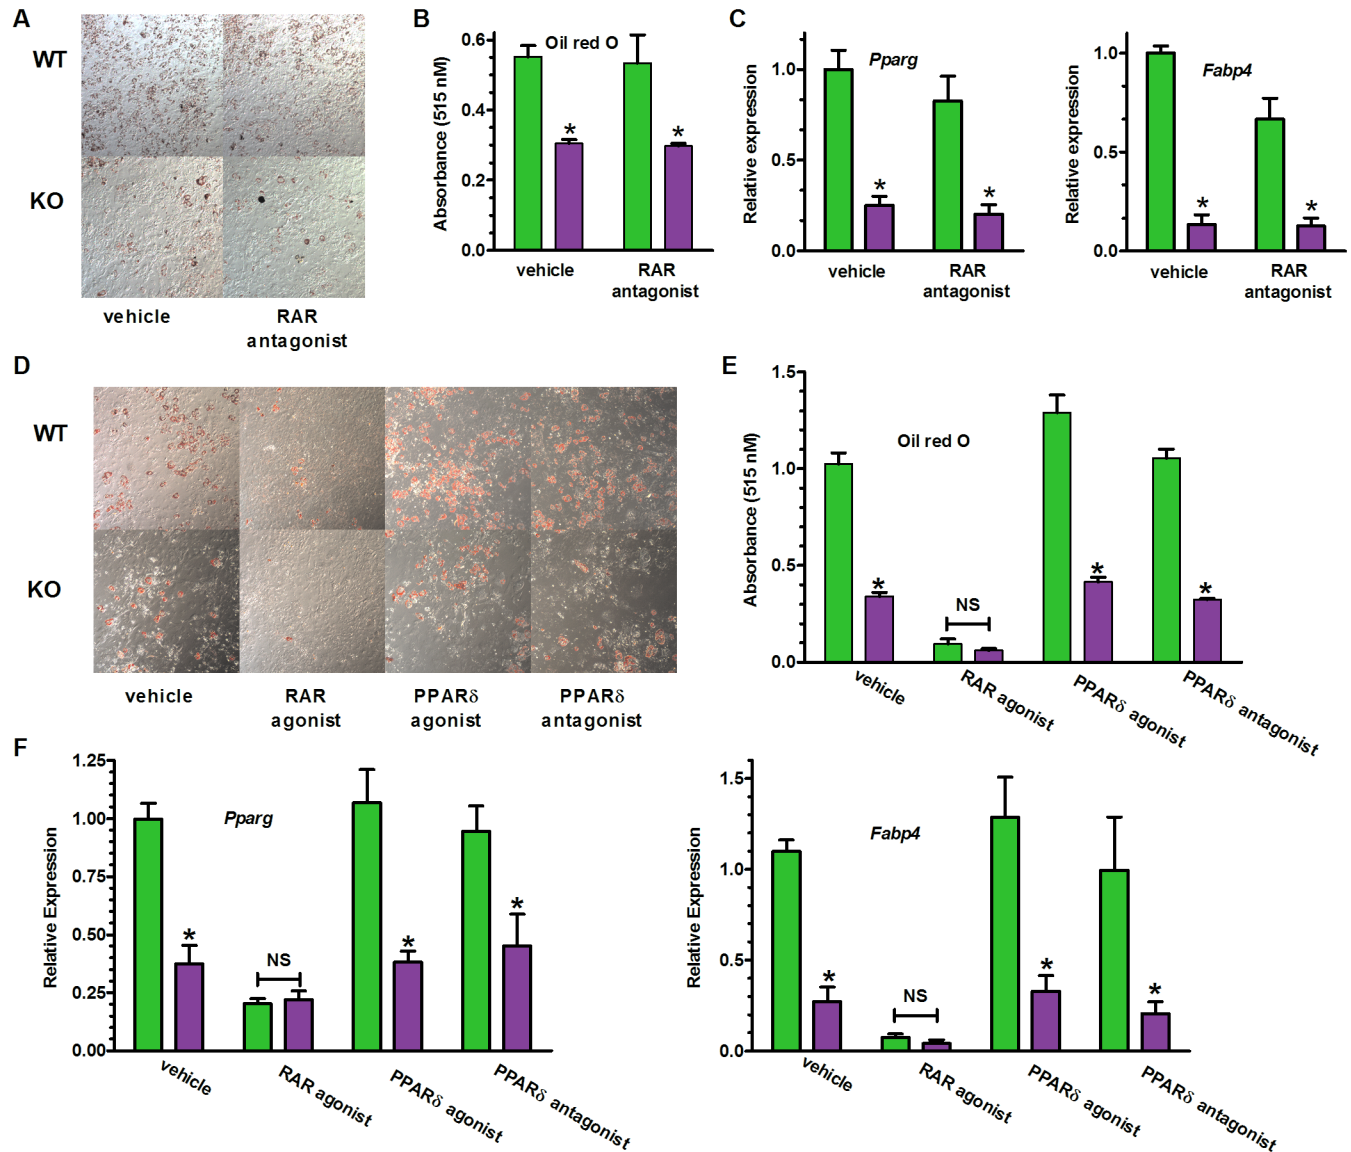 A
WT
KO
vehicle
RAR
antagonist
B
Absorbance (515 nM)
0.6
0.4
0.2
0.0
Oil red O
*
*
vehicle
RAR
antagonist
C
Relative expression
1.0
0.5
0.0
Pparg
*
*
vehicle
RAR
antagonist
Relative expression
1.0
0.5
0.0
Fabp4
*
*
vehicle
RAR
antagonist
D
WT
KO
vehicle
RAR
agonist
PPARδ
agonist
PPARδ
antagonist
E
Absorbance (515 nM)
1.5
1.0
0.5
0.0
Oil red O
*
NS
*
*
vehicle
RAR agonist
PPARδ agonist
PPARδ antagonist
F
Relative Expression
1.25
1.00
0.75
0.50
0.25
0.00
Pparg
*
NS
*
*
vehicle
RAR agonist
PPARδ agonist
PPARδ antagonist
Relative Expression
1.5
1.0
0.5
0.0
Fabp4
*
NS
*
*
vehicle
RAR agonist
PPARδ agonist
PPARδ antagonist